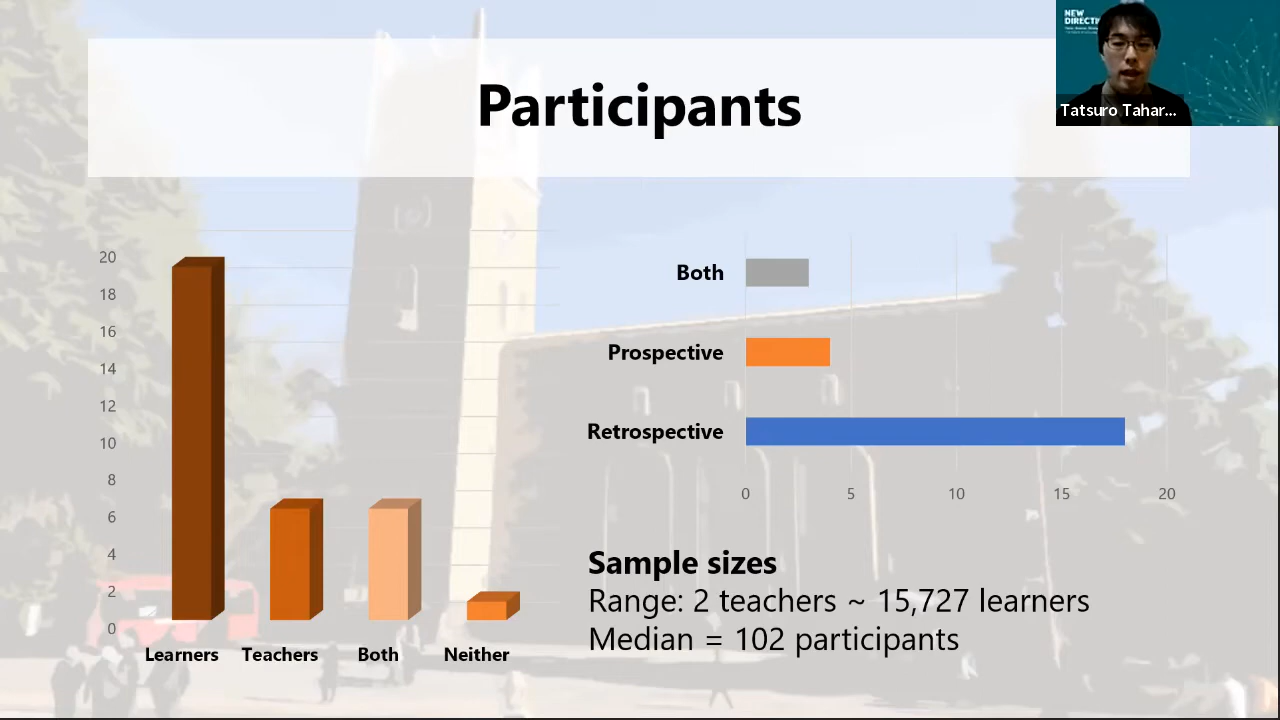 Participants
NEW
Tatsuro Tahar...
20
18
16
14
12
10
8
6
4
2
0
Learners Teachers Both Neither
Both
Prospective
Retrospective
0 5 10 15 20
Sample sizes
Range: 2 teachers ~ 15,727 learners
Median = 102 participants